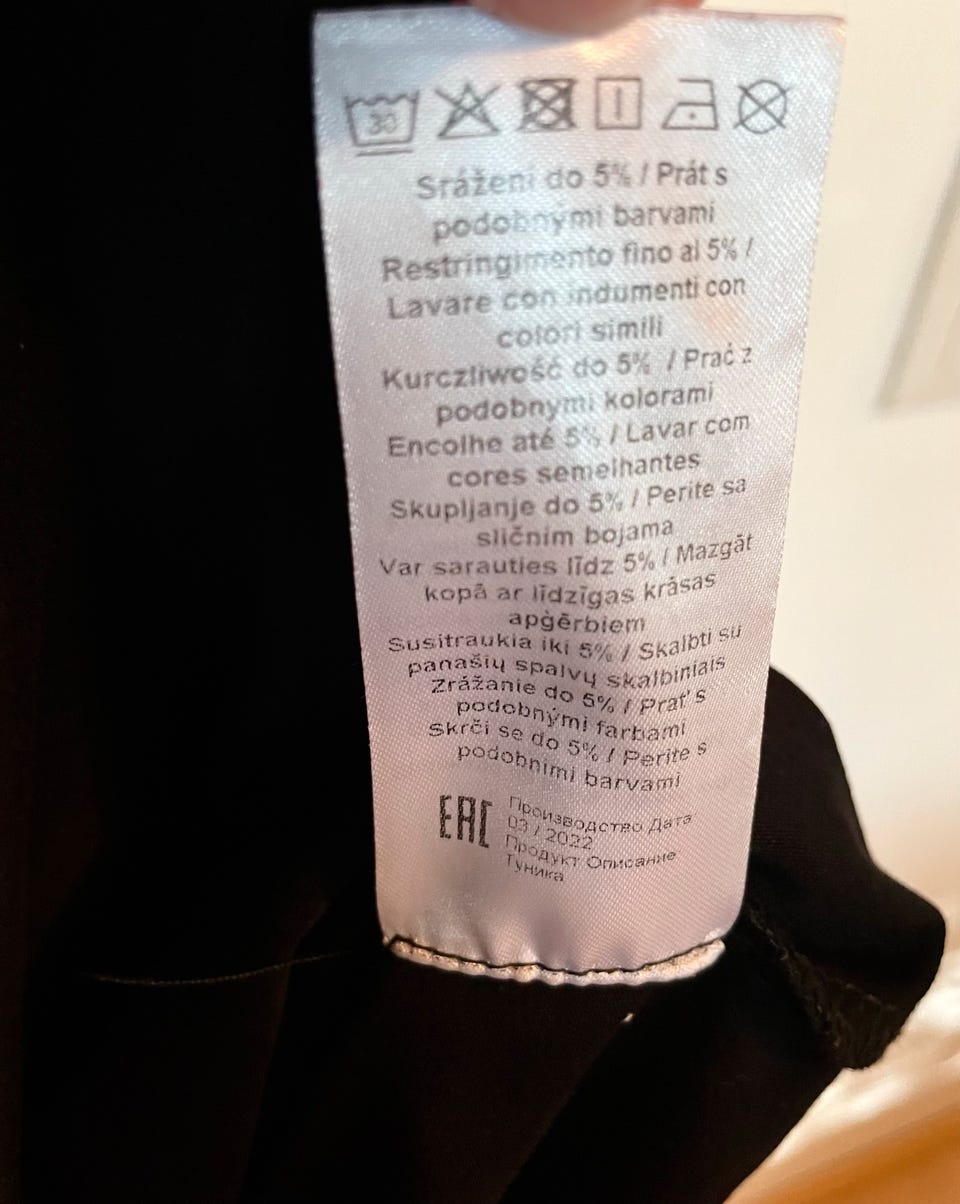 30
Srážení do 5% / Prát s
podobnými barvami
Restringimento fino al 5% /
Lavare con indumenti con
colori simili
Kurczliwość do 5% / Prać z
podobnymi kolorami
Encolhe até 5% / Lavar com
cores semelhantes
Skupljanje do 5% / Perite sa
sličnim bojama
Var sarauties līdz 5% / Mazgāt
kopā ar līdzīgas krāsas
apģērbiem
Susitraukia iki 5% / Skalbti su
panašių spalvų skalbiniais
Zrážanie do 5% / Prať s
podobnými farbami
Skrči se do 5% / Perite s
podobnimi barvami
EAC
Производство Дата
03 / 2022
Продукт Описание
Туника